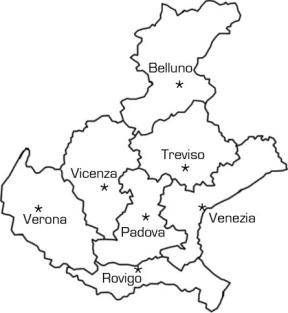 Belluno
Treviso
Vicenza
Verona
Padova
Venezia
Rovigo